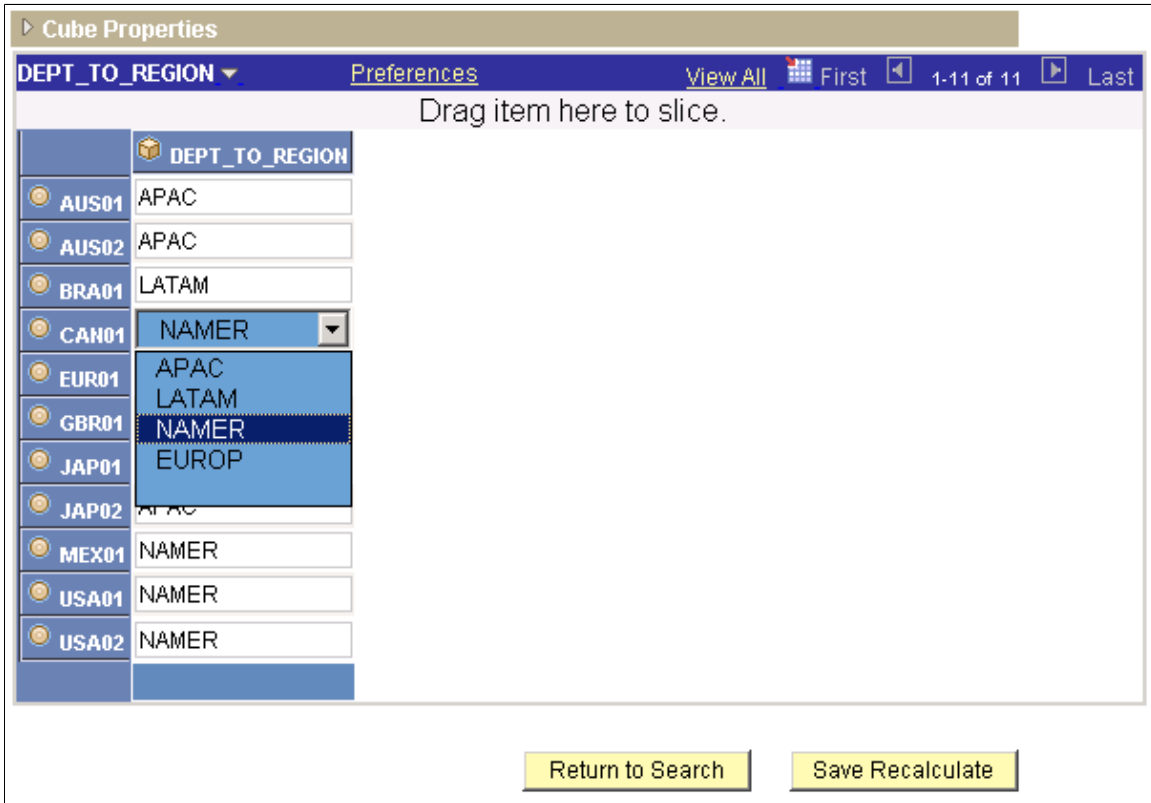 Cube Properties
DEPT_TO_REGION Preferences View All First 1-11 of 11 Last
Drag item here to slice.
DEPT_TO_REGION
AUS01 APAC
AUS02 APAC
BRA01 LATAM
CAN01 NAMER
APAC
EUR01
LATAM
GBR01 NAMER
JAP01 EUROP
JAP02
MEX01 NAMER
USA01 NAMER
USA02 NAMER
Return to Search Save Recalculate